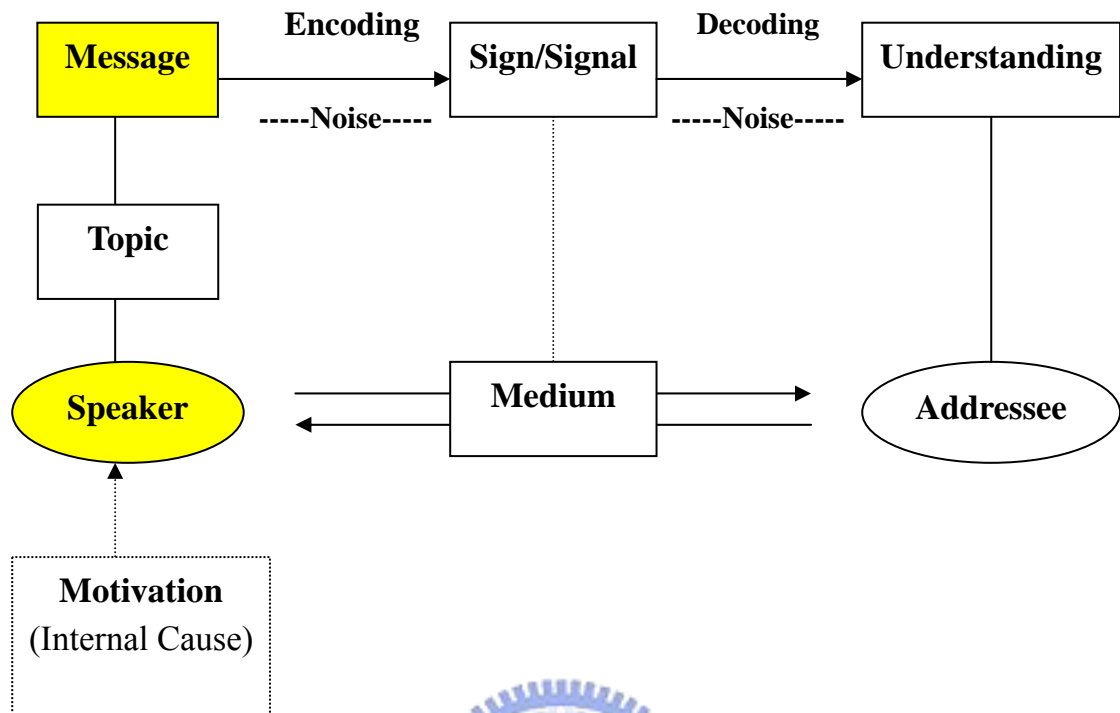 Encoding
Decoding
Message
Sign/Signal
Understanding
-----Noise-----
-----Noise-----
Topic
Speaker
Medium
Addressee
Motivation
(Internal Cause)